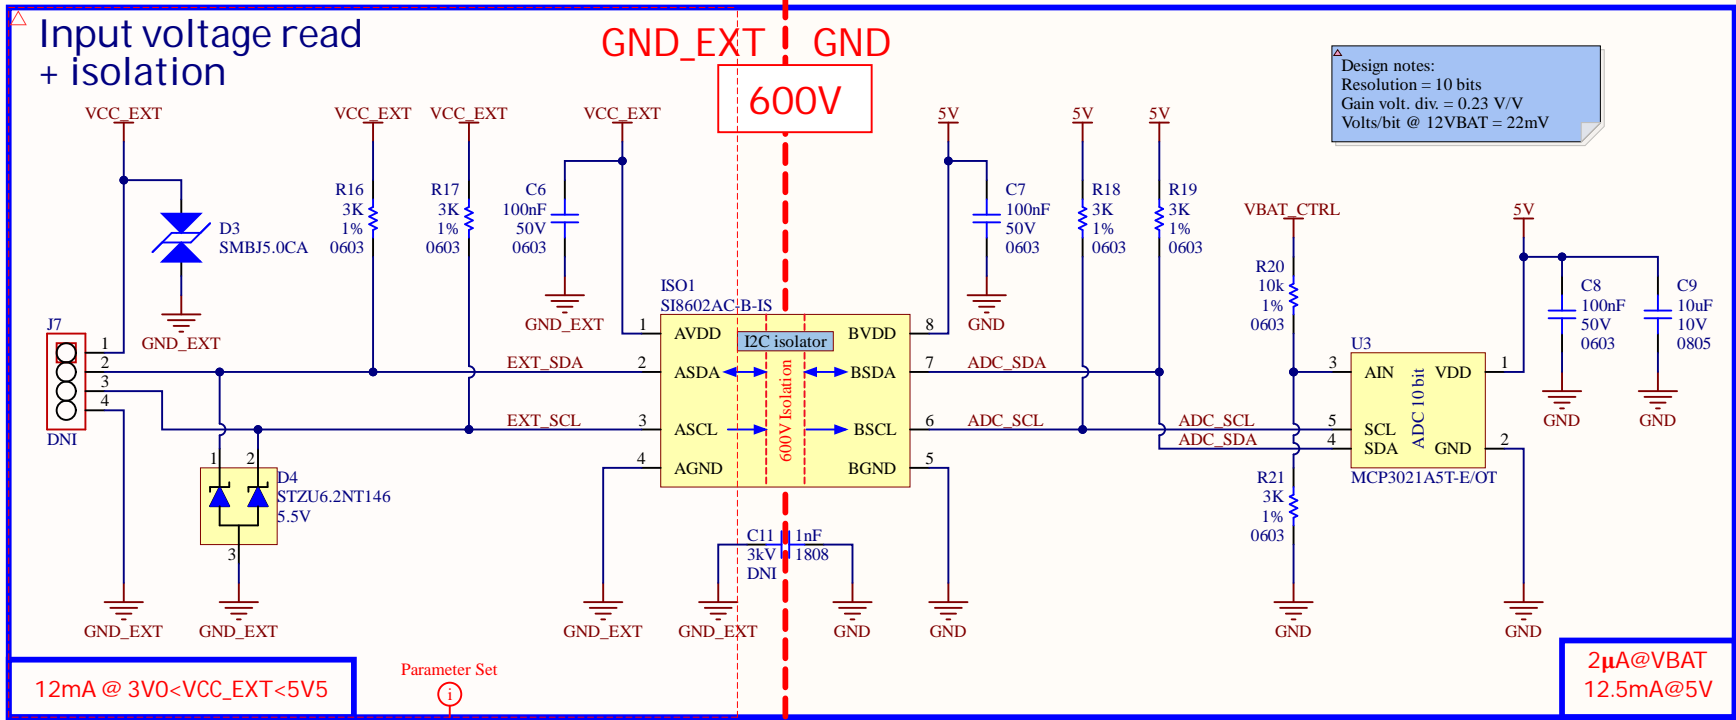 Input voltage read
+ isolation
GND_EXT
GND
600V
Design notes:
Resolution = 10 bits
Gain volt. div. = 0.23 V/V
Volts/bit @ 12VBAT = 22mV
VCC_EXT
VCC_EXT
VCC_EXT
VCC_EXT
5V
5V
5V
D3
SMBJ5.0CA
GND_EXT
R16
3K
1%
0603
R17
3K
1%
0603
C6
100nF
50V
0603
GND_EXT
C7
100nF
50V
0603
GND
R18
3K
1%
0603
R19
3K
1%
0603
VBAT_CTRL
R20
10k
1%
0603
5V
C8
100nF
50V
0603
GND
C9
10uF
10V
0805
GND
J7
1
2
3
4
DNI
EXT_SDA
EXT_SCL
ISO1
SI8602AC-B-IS
I2C isolator
600V Isolation
1
AVDD
2
ASDA
3
ASCL
4
AGND
BVDD
8
BSDA
7
BSCL
6
BGND
5
ADC_SDA
ADC_SCL
ADC_SCL
ADC_SDA
U3
3
AIN
5
SCL
4
SDA
VDD
1
GND
2
ADC 10 bit
MCP3021A5T-E/OT
R21
3K
1%
0603
1
2
D4
STZU6.2NT146
5.5V
3
C11
3kV
DNI
1nF
1808
GND_EXT
GND_EXT
GND_EXT
GND_EXT
GND
GND
GND
GND
12mA @ 3V0<VCC_EXT<5V5
Parameter Set
i
2µA@VBAT
12.5mA@5V